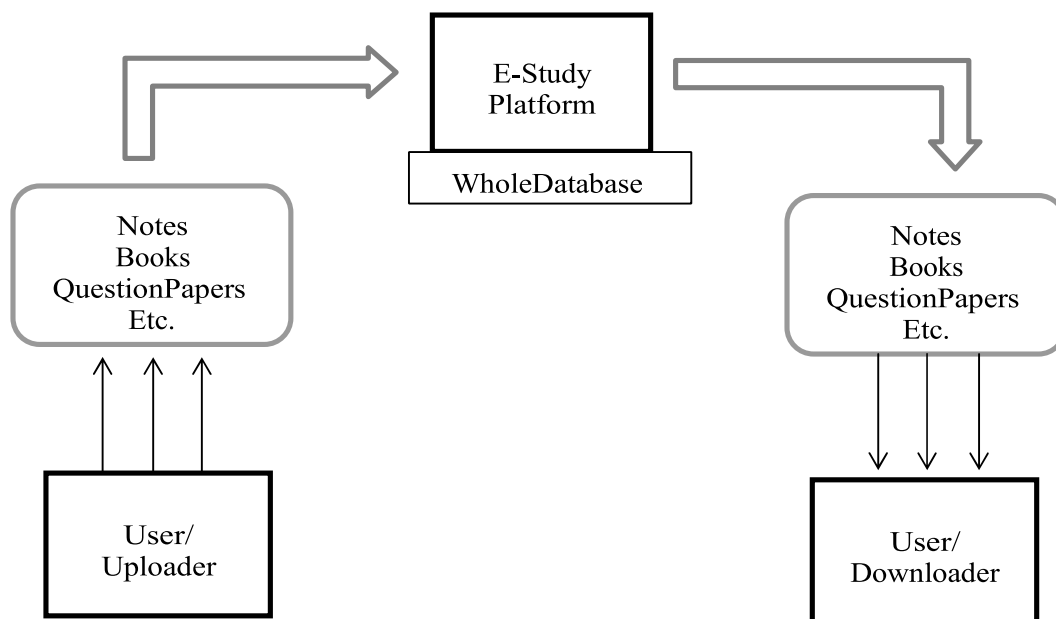 E-Study
Platform
WholeDatabase
Notes
Books
QuestionPapers
Etc.
Notes
Books
QuestionPapers
Etc.
User/
Uploader
User/
Downloader